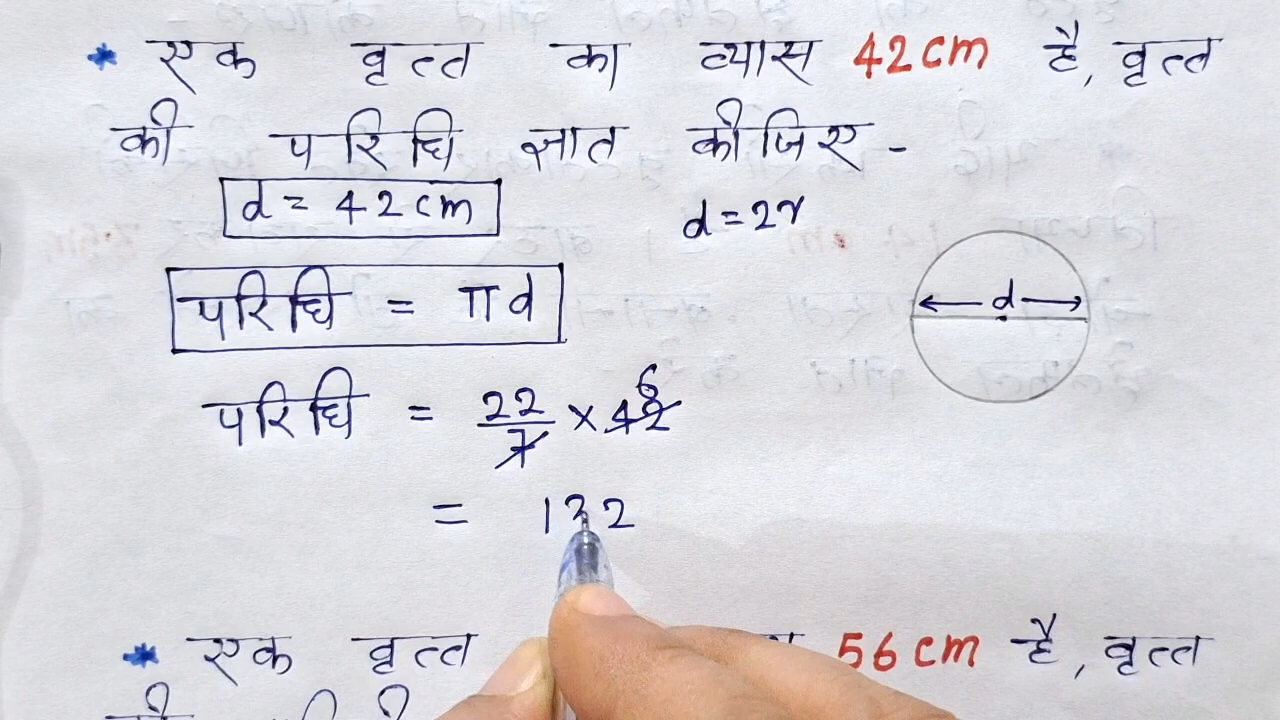 * एक वृत्त का व्यास 42cm है, वृत्त
की परिधि ज्ञात कीजिए -
d = 42cm
d = 2r
परिधि = πd
d
परिधि = 22/7 × 42 6
= 132
* एक वृत्त 56cm है, वृत्त